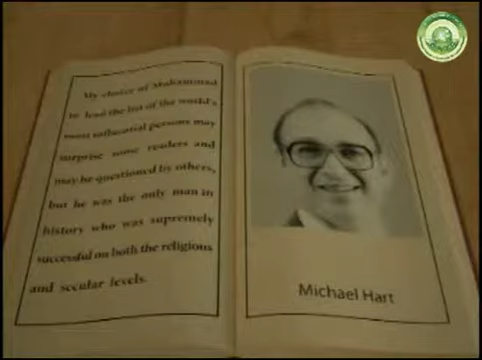 My choice of Muhammad
to lead the list of the world's
most influential persons may
surprise some readers and
may be questioned by others,
but he was the only man in
history who was supremely
successful on both the religious
and secular levels.
Michael Hart